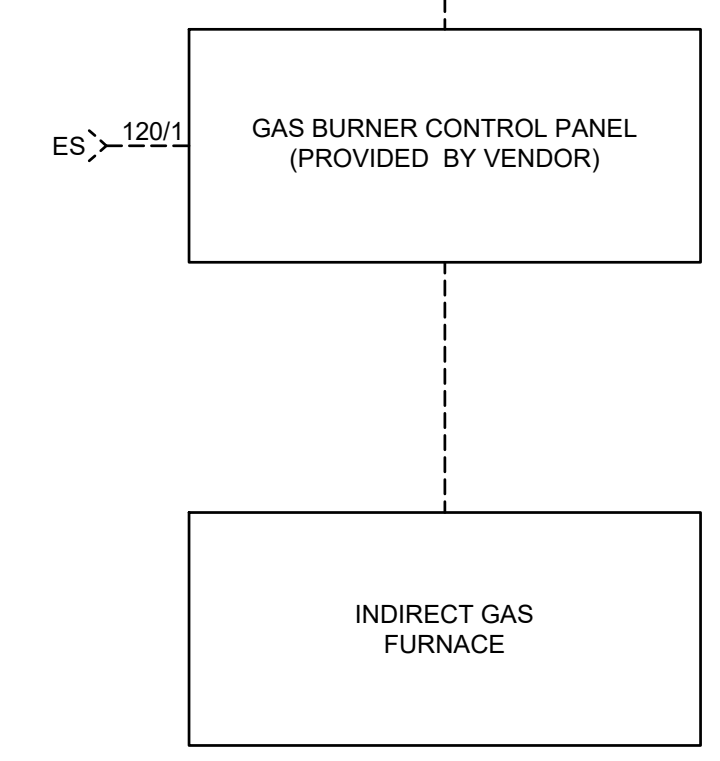 GAS BURNER CONTROL PANEL
(PROVIDED BY VENDOR)
ES 120/1
INDIRECT GAS
FURNACE